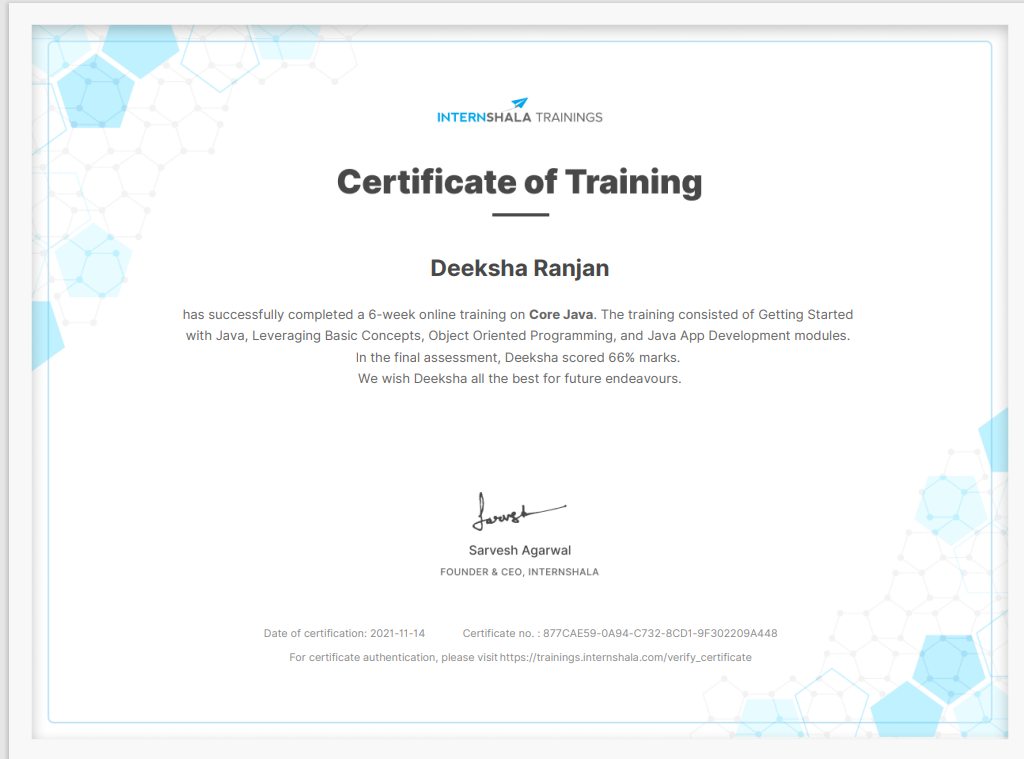 INTERNSHALA TRAININGS
Certificate of Training
Deeksha Ranjan
has successfully completed a 6-week online training on Core Java. The training consisted of Getting Started
with Java, Leveraging Basic Concepts, Object Oriented Programming, and Java App Development modules.
In the final assessment, Deeksha scored 66% marks.
We wish Deeksha all the best for future endeavours.
Sarvesh
Sarvesh Agarwal
FOUNDER & CEO, INTERNSHALA
Date of certification: 2021-11-14 Certificate no. : 877CAE59-0A94-C732-8CD1-9F302209A448
For certificate authentication, please visit https://trainings.internshala.com/verify_certificate